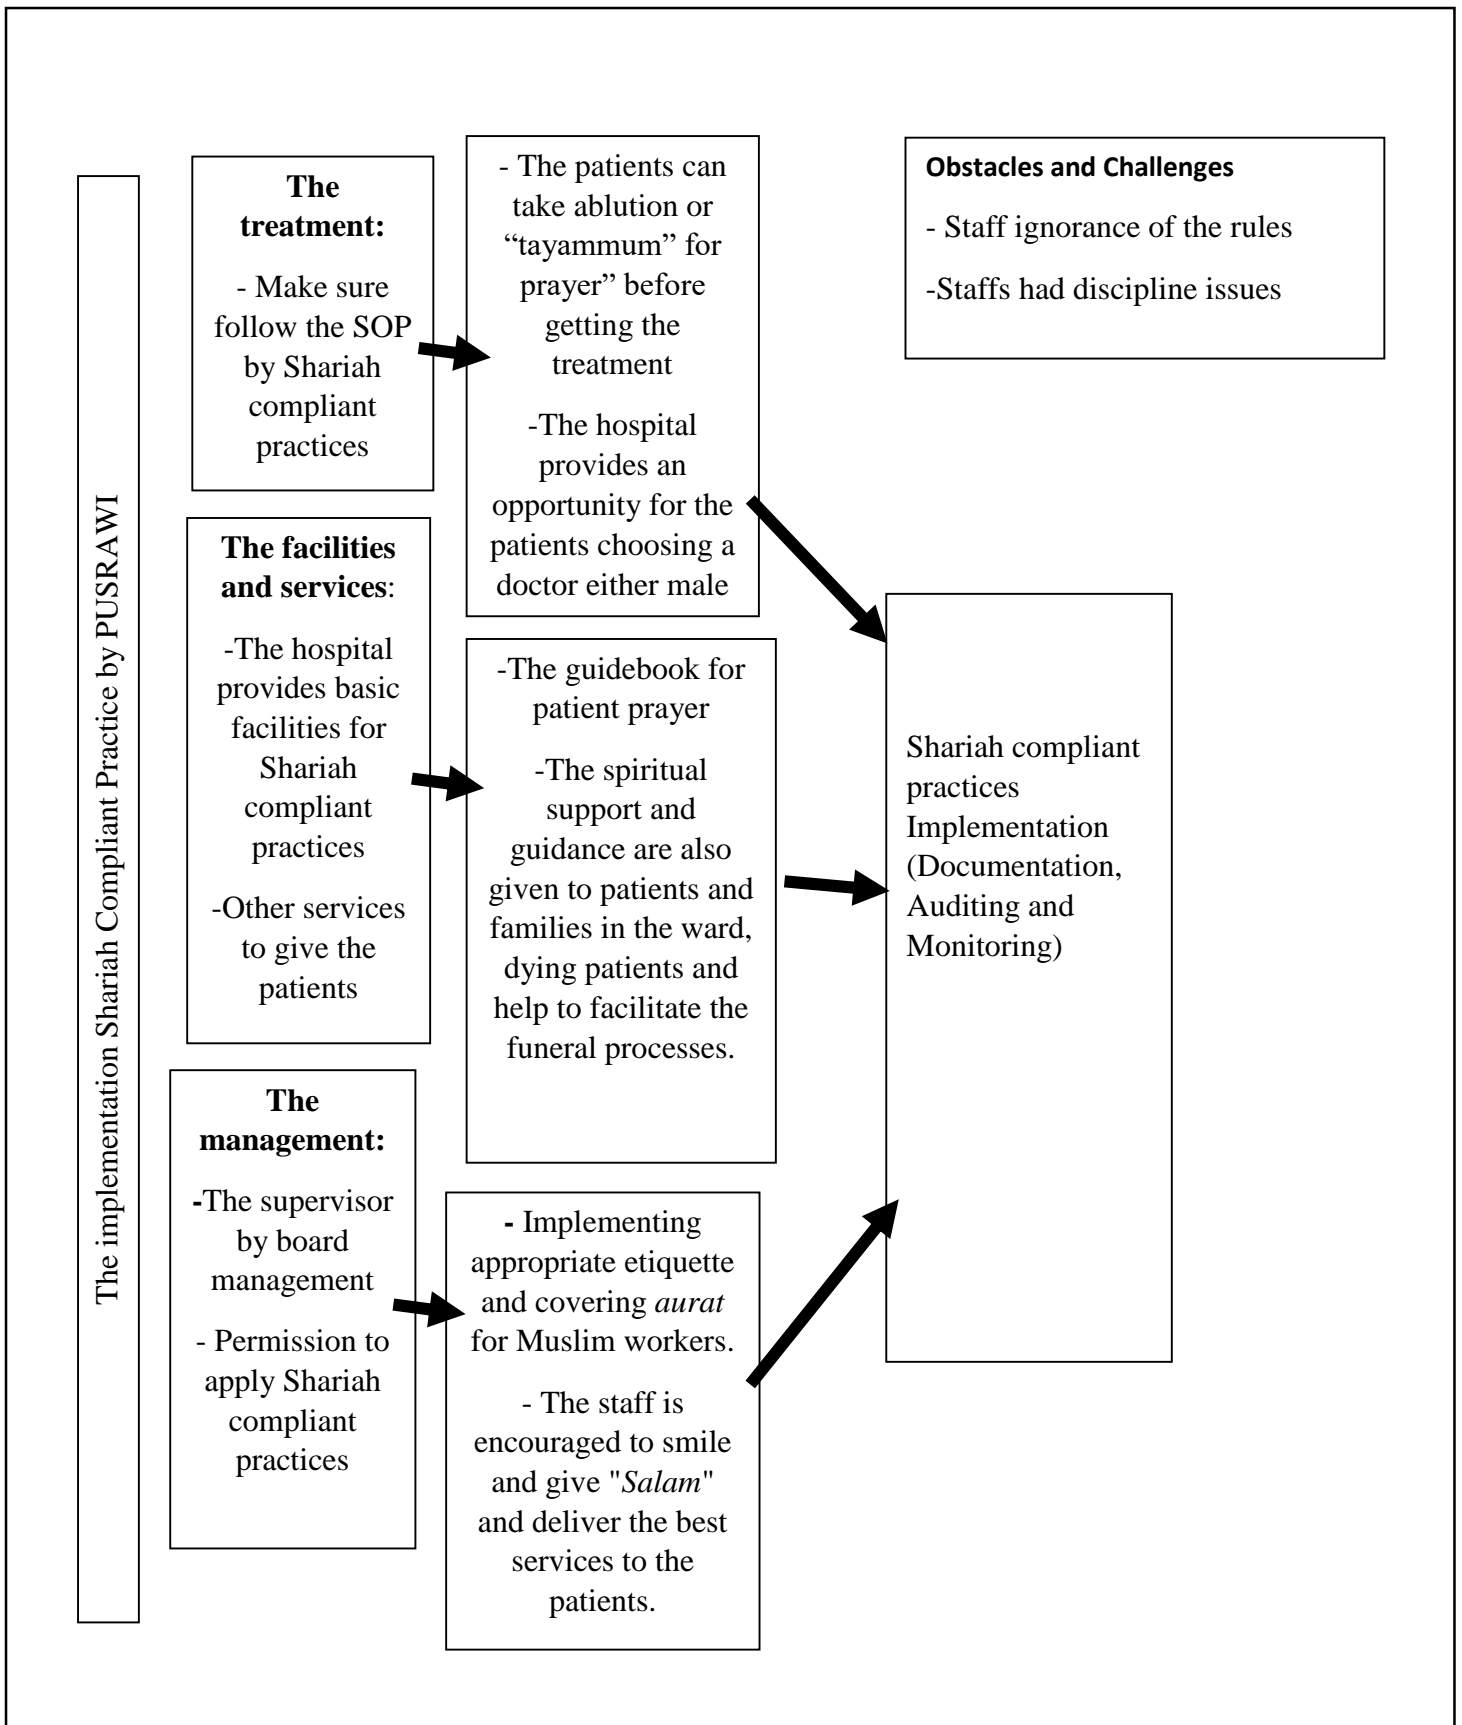 The implementation Shariah Compliant Practice by PUSRAWI
The
treatment:
- Make sure
follow the SOP
by Shariah
compliant
practices
- The patients can
take ablution or
“tayammum” for
prayer” before
getting the
treatment
-The hospital
provides an
opportunity for the
patients choosing a
doctor either male
Obstacles and Challenges
- Staff ignorance of the rules
-Staffs had discipline issues
The facilities
and services:
-The hospital
provides basic
facilities for
Shariah
compliant
practices
-Other services
to give the
patients
-The guidebook for
patient prayer
-The spiritual
support and
guidance are also
given to patients and
families in the ward,
dying patients and
help to facilitate the
funeral processes.
Shariah compliant
practices
Implementation
(Documentation,
Auditing and
Monitoring)
The
management:
-The supervisor
by board
management
- Permission to
apply Shariah
compliant
practices
- Implementing
appropriate etiquette
and covering aurat
for Muslim workers.
- The staff is
encouraged to smile
and give "Salam"
and deliver the best
services to the
patients.